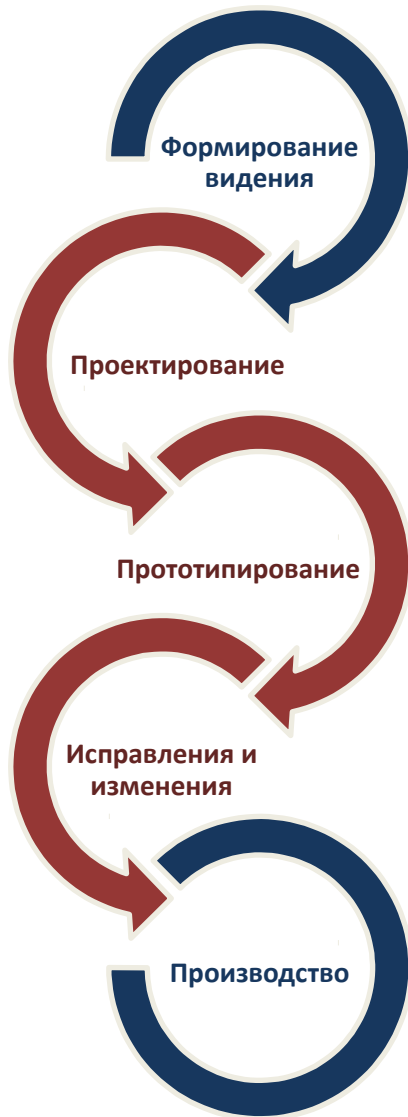 Формирование
видения
Проектирование
Прототипирование
Исправления и
изменения
Производство